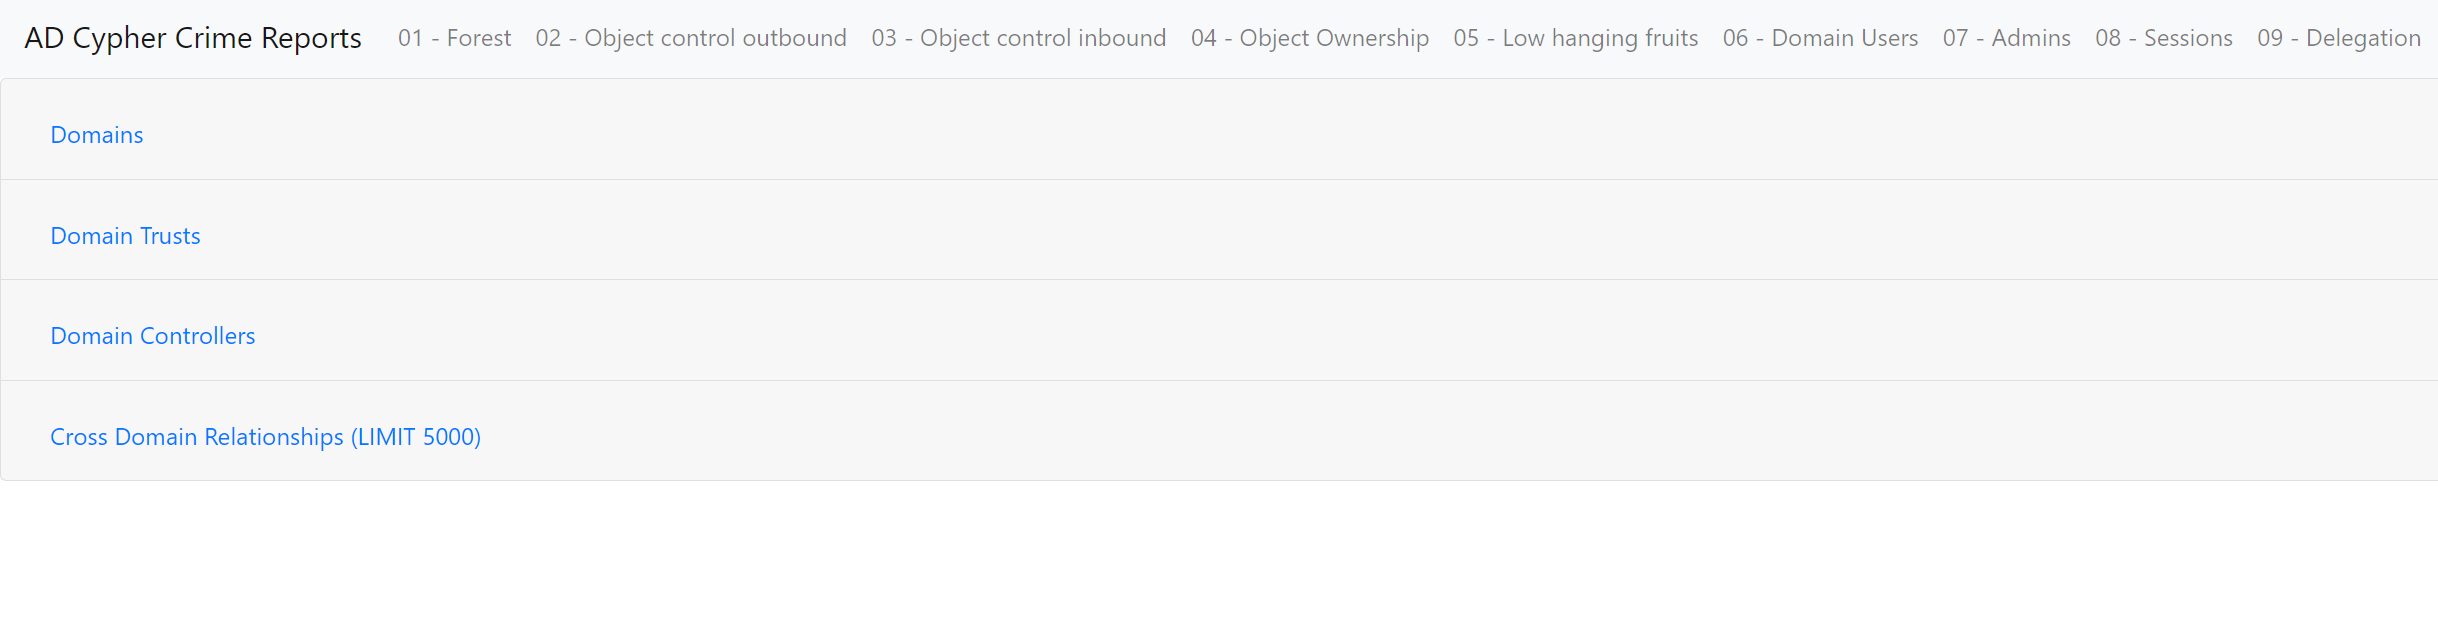 AD Cypher Crime Reports 01 - Forest 02 - Object control outbound 03 - Object control inbound 04 - Object Ownership 05 - Low hanging fruits 06 - Domain Users 07 - Admins 08 - Sessions 09 - Delegation
Domains
Domain Trusts
Domain Controllers
Cross Domain Relationships (LIMIT 5000)